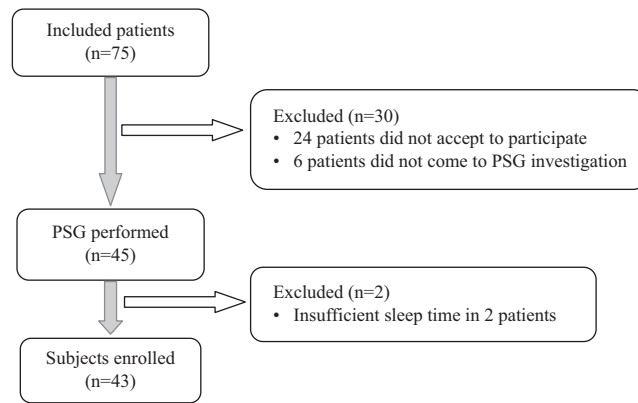 Included patients
(n=75)
Excluded (n=30)
• 24 patients did not accept to participate
• 6 patients did not come to PSG investigation
PSG performed
(n=45)
Excluded (n=2)
• Insufficient sleep time in 2 patients
Subjects enrolled
(n=43)